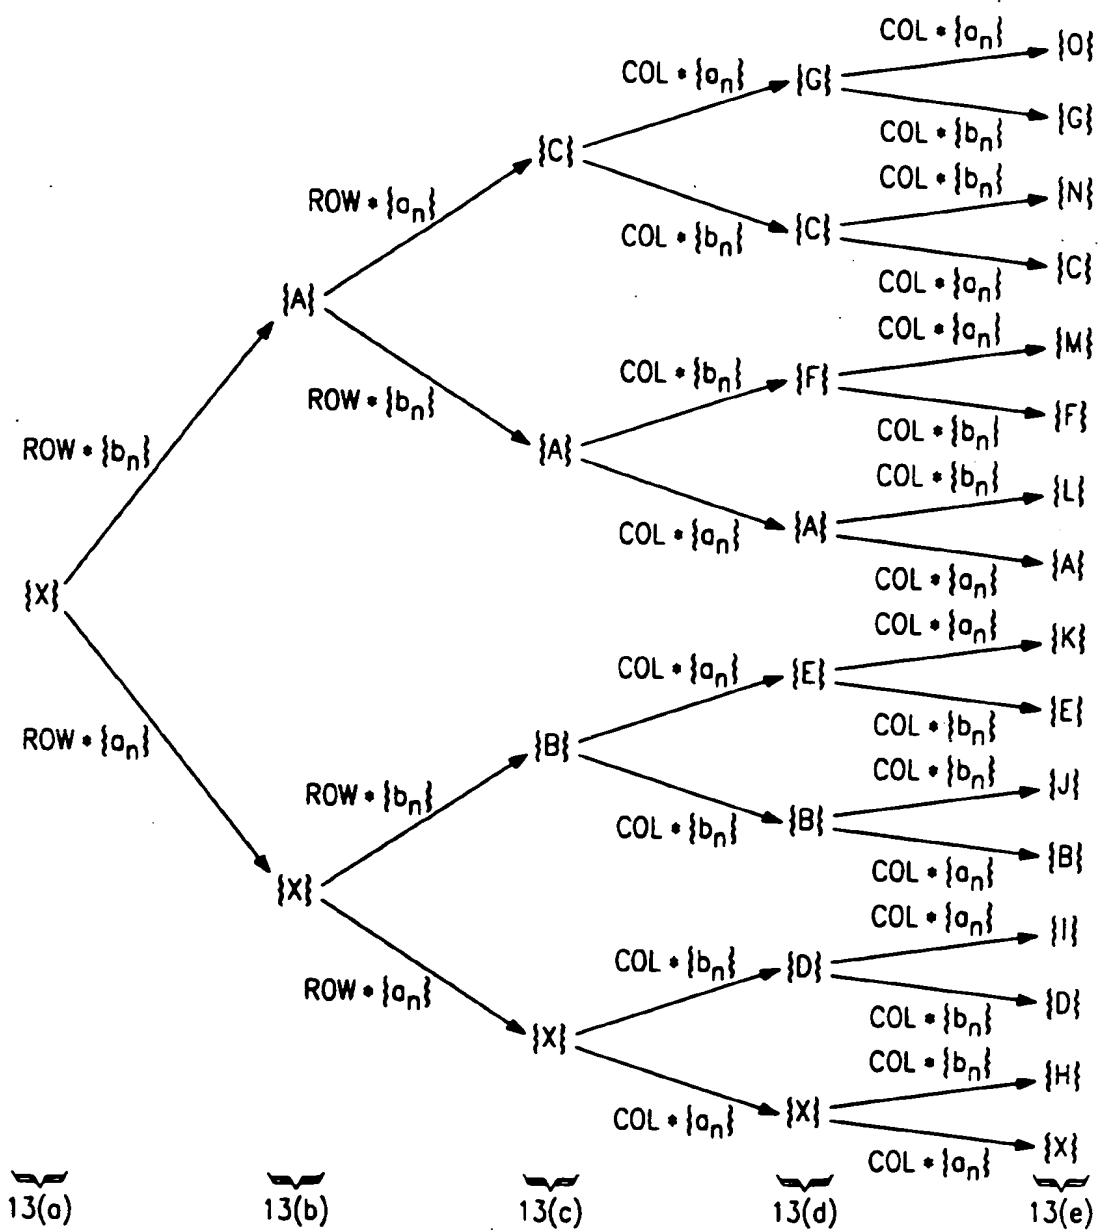 COL * {a_n}
{O}
COL * {a_n}
{G}
{G}
COL * {b_n}
{C}
COL * {b_n}
{N}
ROW * {a_n}
COL * {b_n}
{C}
{C}
COL * {a_n}
{A}
COL * {a_n}
{M}
COL * {b_n}
{F}
ROW * {b_n}
{F}
COL * {b_n}
ROW * {b_n}
{A}
COL * {b_n}
{L}
COL * {a_n}
{A}
{A}
COL * {a_n}
{X}
COL * {a_n}
{K}
COL * {a_n}
{E}
{E}
COL * {b_n}
ROW * {a_n}
{B}
COL * {b_n}
{J}
ROW * {b_n}
COL * {b_n}
{B}
{B}
COL * {a_n}
{X}
COL * {a_n}
{I}
COL * {b_n}
{D}
ROW * {a_n}
{D}
COL * {b_n}
{X}
COL * {b_n}
{H}
COL * {a_n}
{X}
{X}
COL * {a_n}
13(a) 13(b) 13(c) 13(d) 13(e)